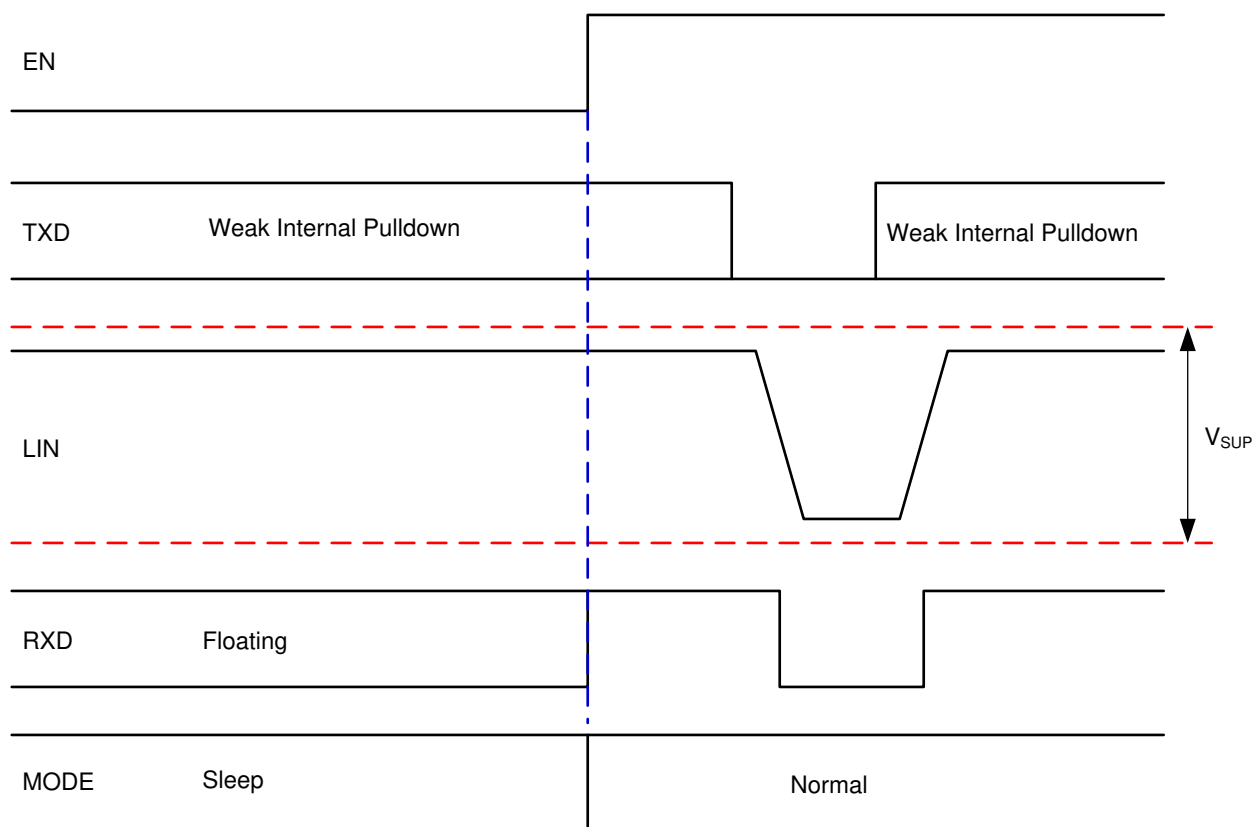 EN
TXD
Weak Internal Pulldown
Weak Internal Pulldown
LIN
VSUP
RXD
Floating
MODE
Sleep
Normal